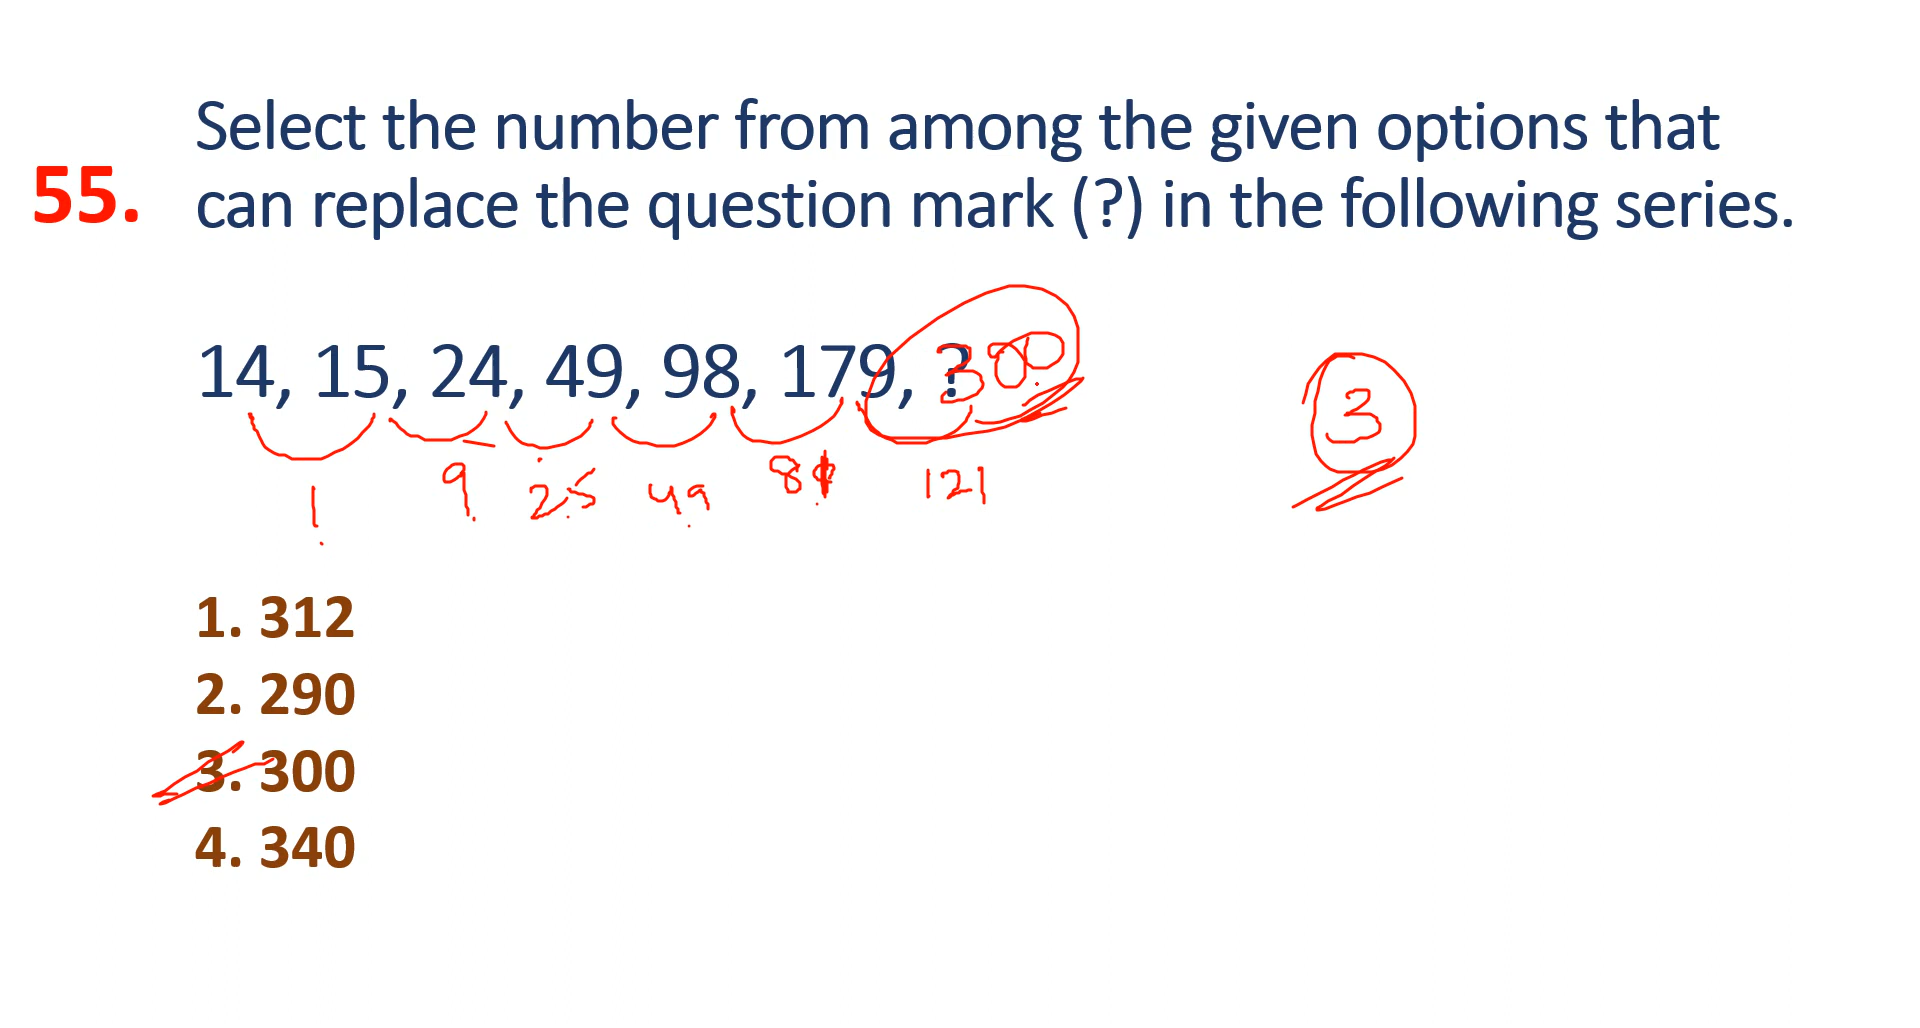 Select the number from among the given options that
55. can replace the question mark (?) in the following series.
14, 15, 24, 49, 98, 179, ? 300
3
1 9 25 49 81 121
1. 312
2. 290
3. 300
4. 340